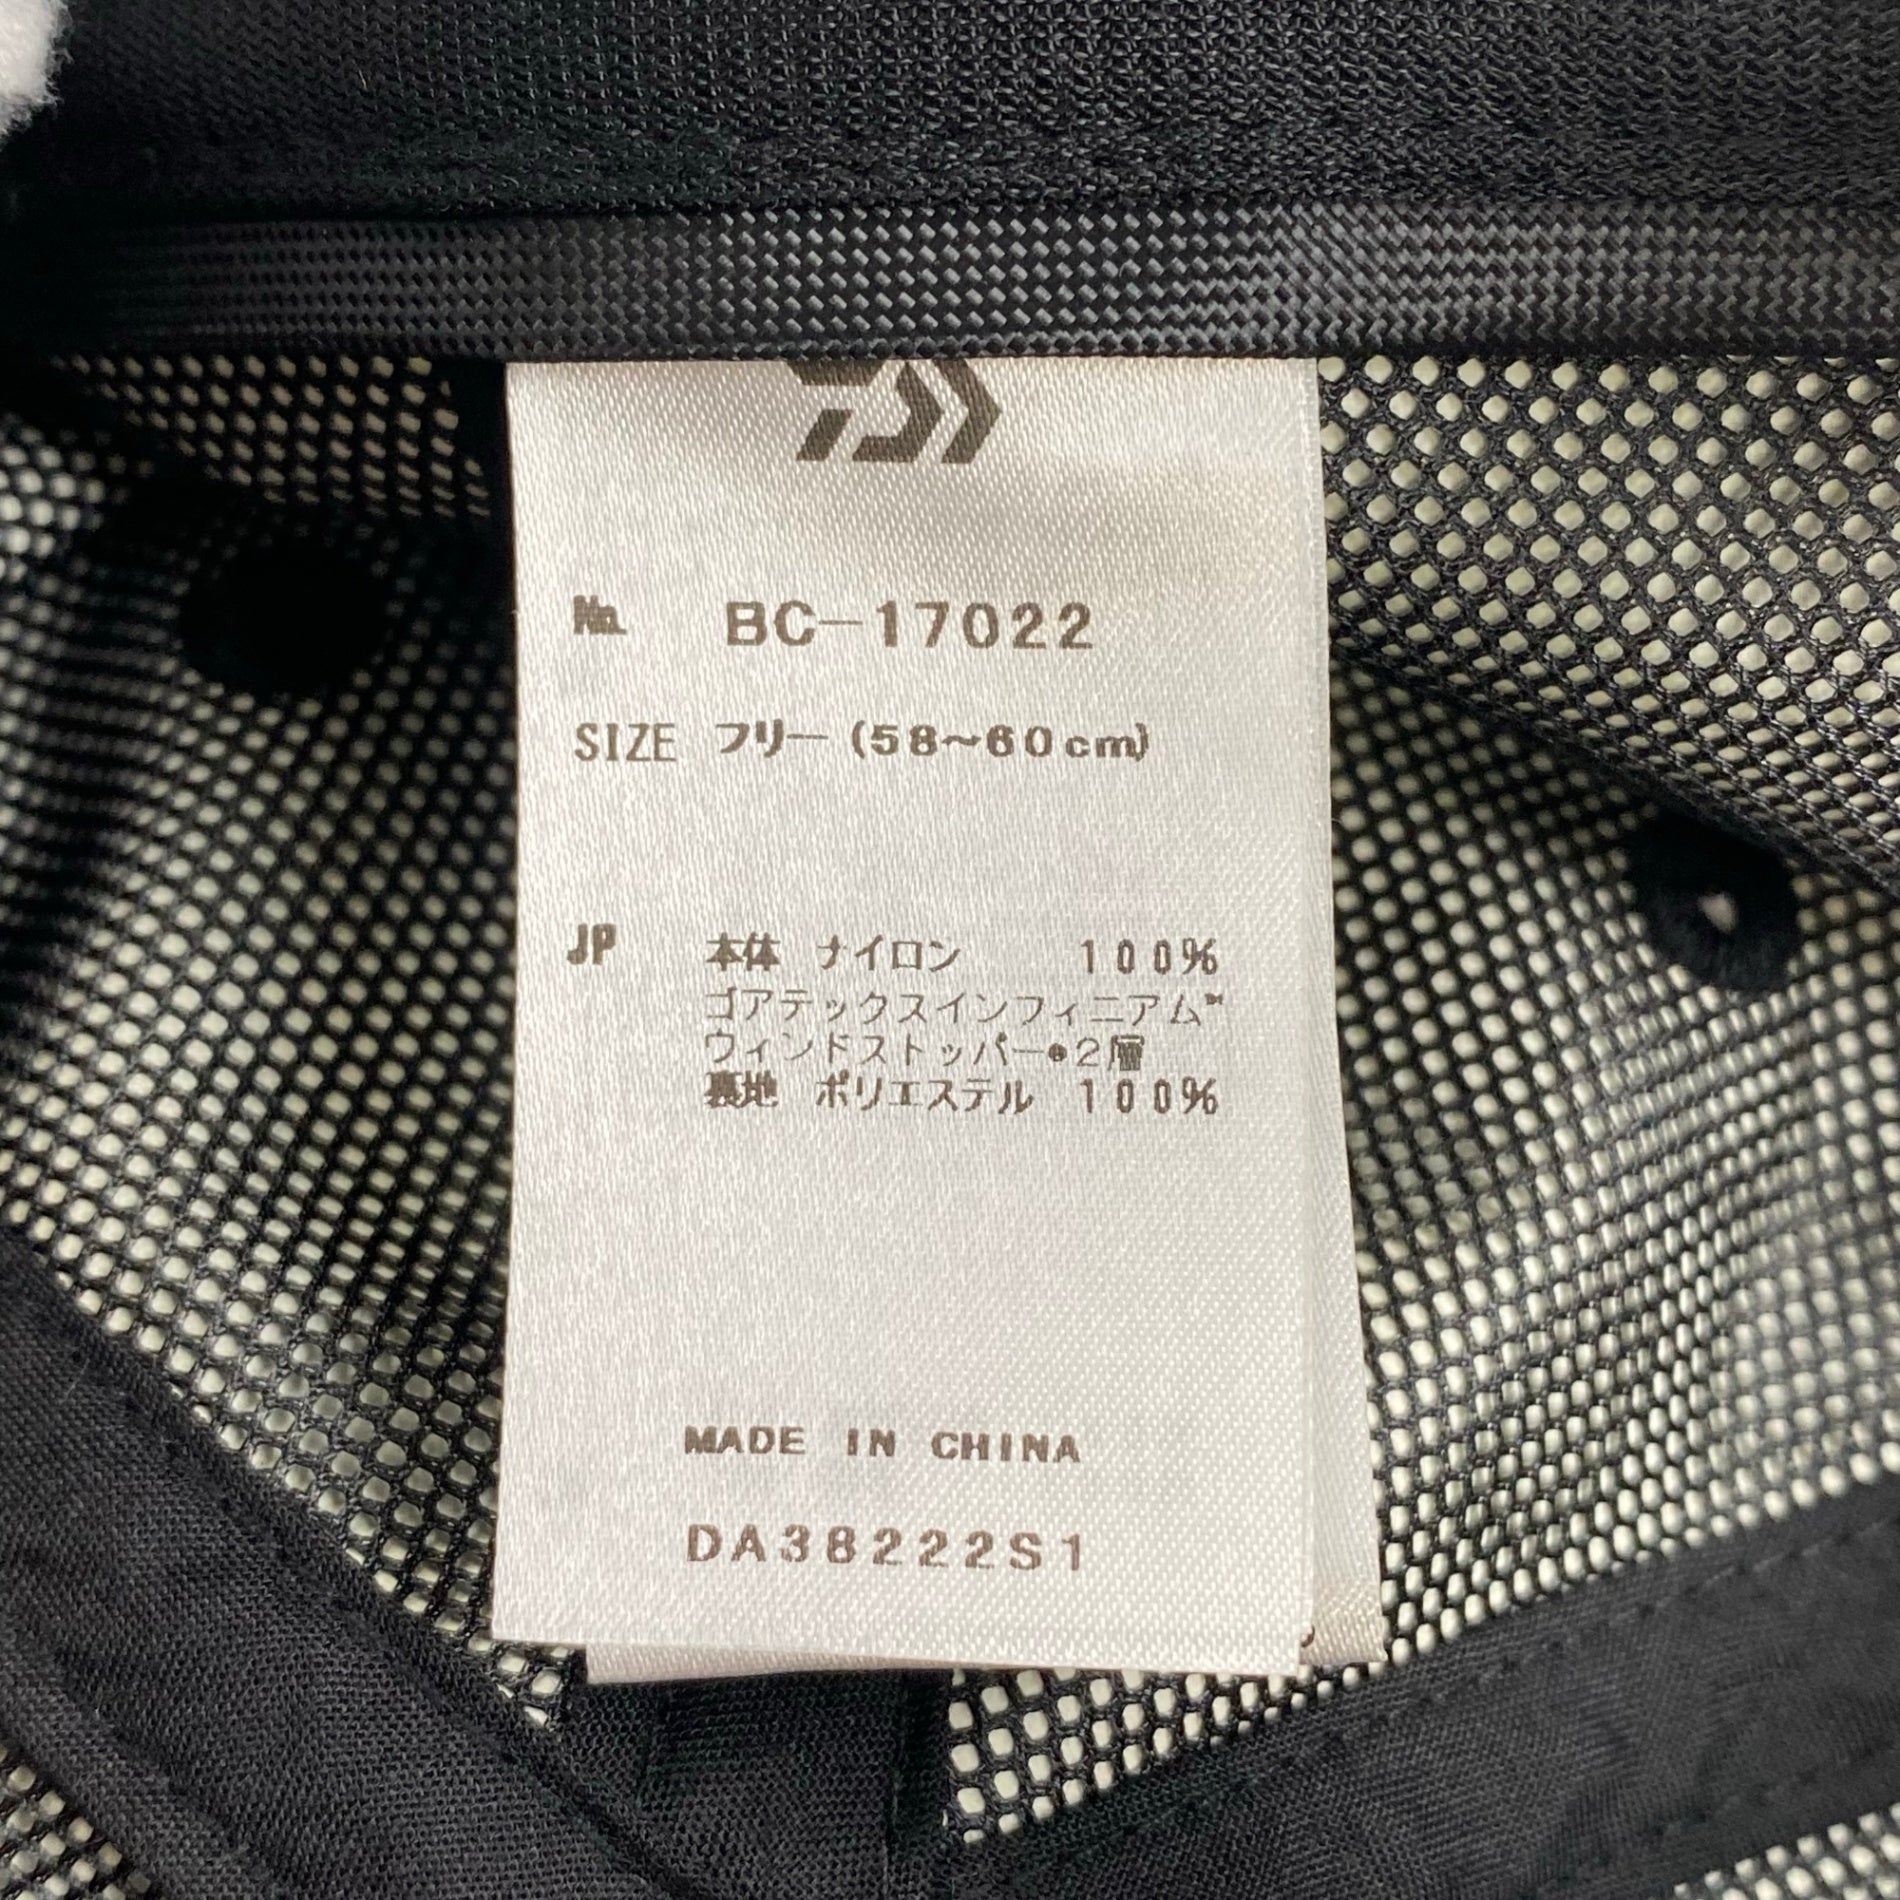 No. BC-17022
SIZE フリー (58~60cm)
JP 本体 ナイロン 100%
ゴアテックスインフィニアム™
ウィンドストッパー®2層
裏地 ポリエステル 100%
MADE IN CHINA
DA38222S1